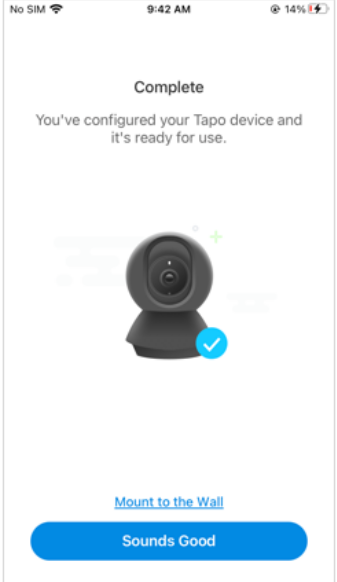 No SIM 9:42 AM 14%
Complete
You've configured your Tapo device and
it's ready for use.
Mount to the Wall
Sounds Good